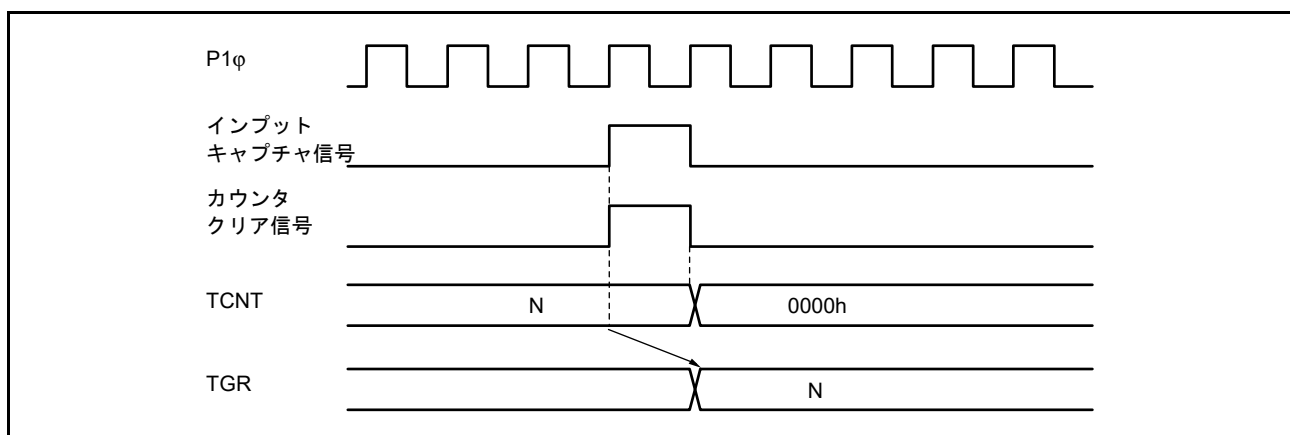 P1φ
インプット
キャプチャ信号
カウンタ
クリア信号
TCNT
N
0000h
TGR
N